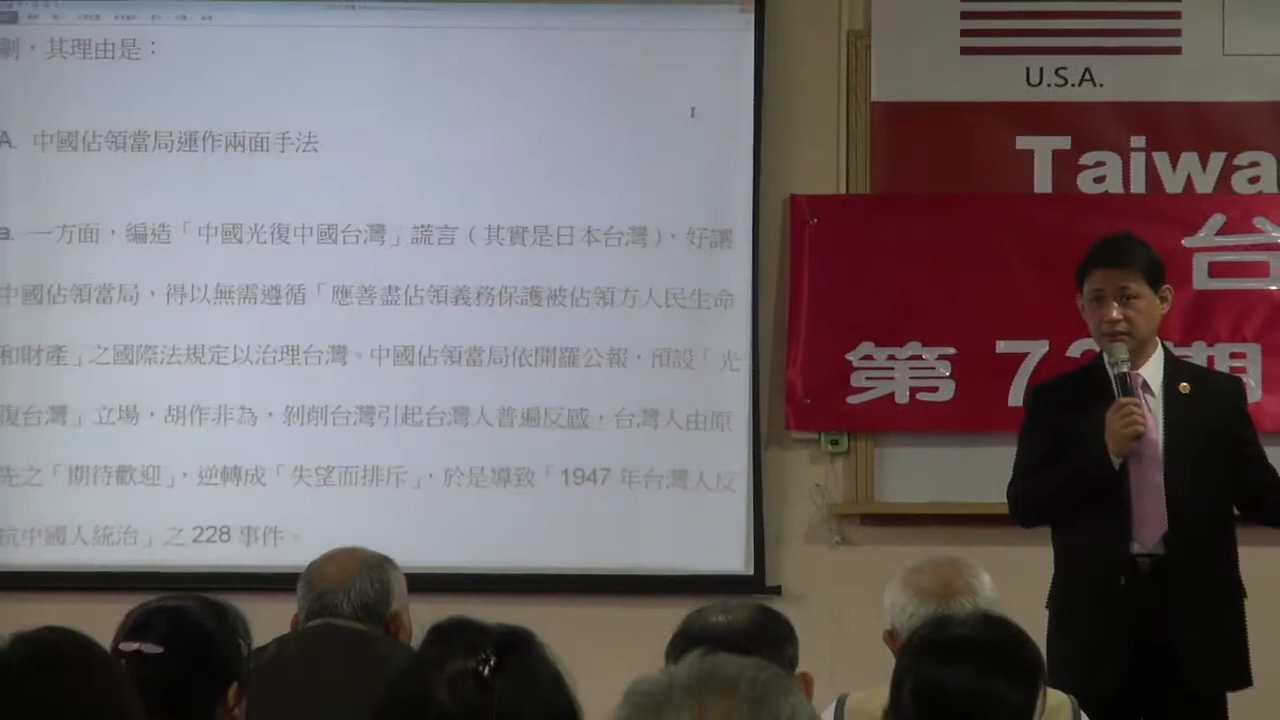 劃，其理由是：
A. 中國佔領當局運作兩面手法
a. 一方面，編造「中國光復中國台灣」謊言（其實是日本台灣），好讓
中國佔領當局，得以無需遵循「應善盡佔領義務保護被佔領方人民生命
和財產」之國際法規定以治理台灣。中國佔領當局依開羅公報，預設「光
復台灣」立場，胡作非為，剝削台灣引起台灣人普遍反感，台灣人由原
先之「期待歡迎」，逆轉成「失望而排斥」，於是導致「1947 年台灣人反
抗中國人統治」之 228 事件。
U.S.A.
Taiwa
台
第 7 期